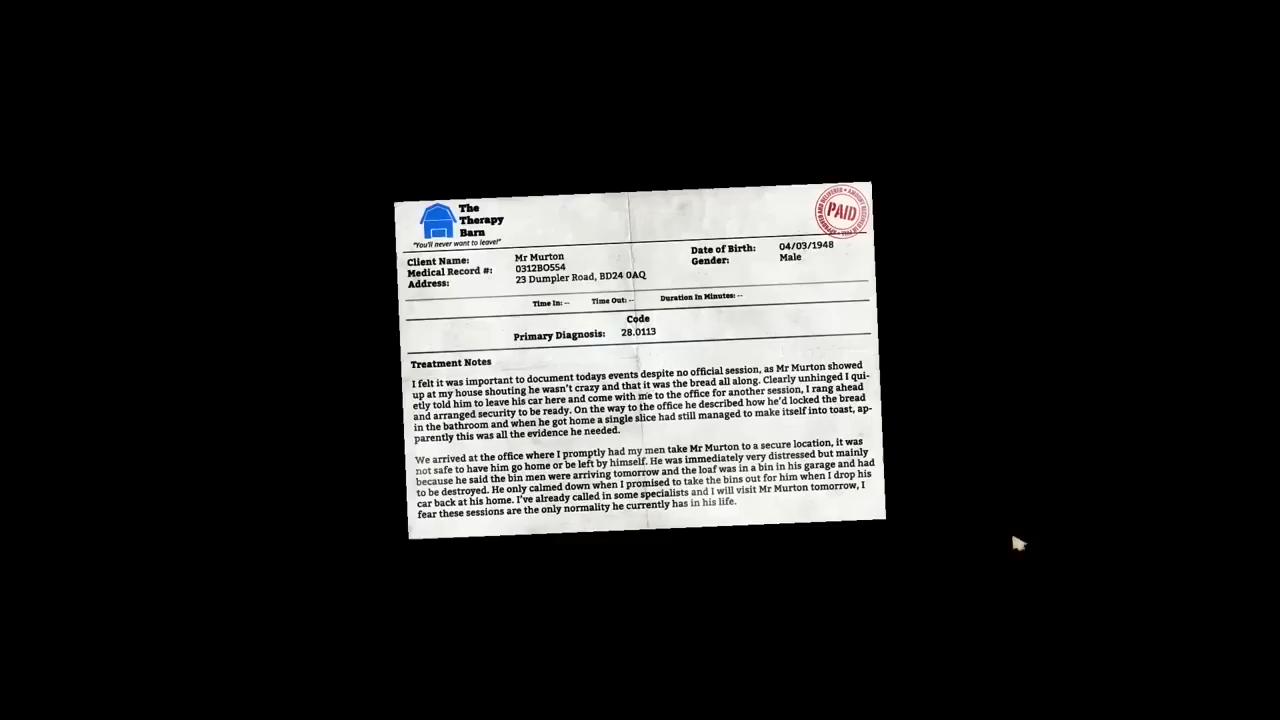 The
Therapy
Barn
"You'll never want to leave!"
PAID
Client Name: Mr Murton
Medical Record #: 0312BO554
Address: 23 Dumpler Road, BD24 0AQ
Date of Birth: 04/03/1948
Gender: Male
Time In: -- Time Out: -- Duration In Minutes: --
Code
Primary Diagnosis: 28.0113
Treatment Notes
I felt it was important to document todays events despite no official session, as Mr Murton showed
up at my house shouting he wasn't crazy and that it was the bread all along. Clearly unhinged I qui-
etly told him to leave his car here and come with me to the office for another session, I rang ahead
and arranged security to be ready. On the way to the office he described how he'd locked the bread
in the bathroom and when he got home a single slice had still managed to make itself into toast, ap-
parently this was all the evidence he needed.
We arrived at the office where I promptly had my men take Mr Murton to a secure location, it was
not safe to have him go home or be left by himself. He was immediately very distressed but mainly
because he said the bin men were arriving tomorrow and the loaf was in a bin in his garage and had
to be destroyed. He only calmed down when I promised to take the bins out for him when I drop his
car back at his home. I've already called in some specialists and I will visit Mr Murton tomorrow, I
fear these sessions are the only normality he currently has in his life.